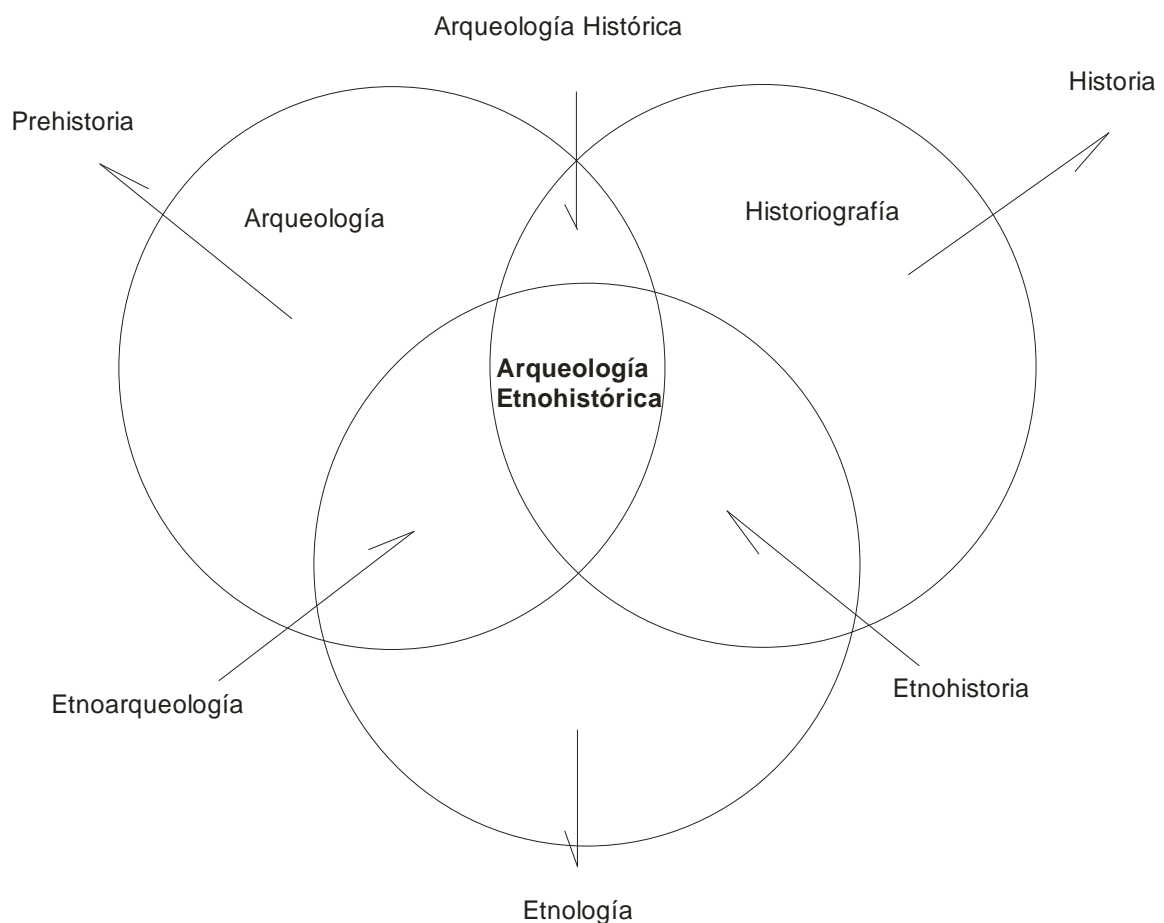 Arqueología Histórica
Historia
Prehistoria
Arqueología
Historiografía
Arqueología
Etnohistórica
Etnoarqueología
Etnohistoria
Etnología